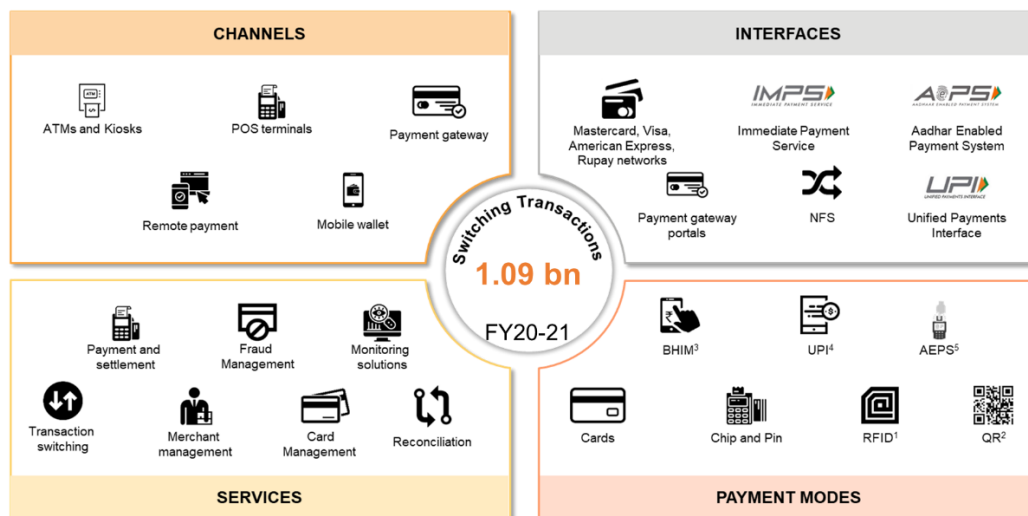 CHANNELS
ATM
ATMs and Kiosks
POS terminals
Payment gateway
Remote payment
Mobile wallet
INTERFACES
Mastercard, Visa,
American Express,
Rupay networks
IMPS
IMMEDIATE PAYMENT SERVICE
Immediate Payment
Service
AePS
AADHAAR ENABLED PAYMENT SYSTEM
Aadhar Enabled
Payment System
Payment gateway
portals
NFS
UPI
UNIFIED PAYMENTS INTERFACE
Unified Payments
Interface
Switching Transactions
1.09 bn
FY20-21
Payment and
settlement
Fraud
Management
Monitoring
solutions
Transaction
switching
Merchant
management
Card
Management
Reconciliation
SERVICES
₹
BHIM³
$
UPI⁴
AEPS⁵
Cards
Chip and Pin
@
RFID¹
QR²
PAYMENT MODES